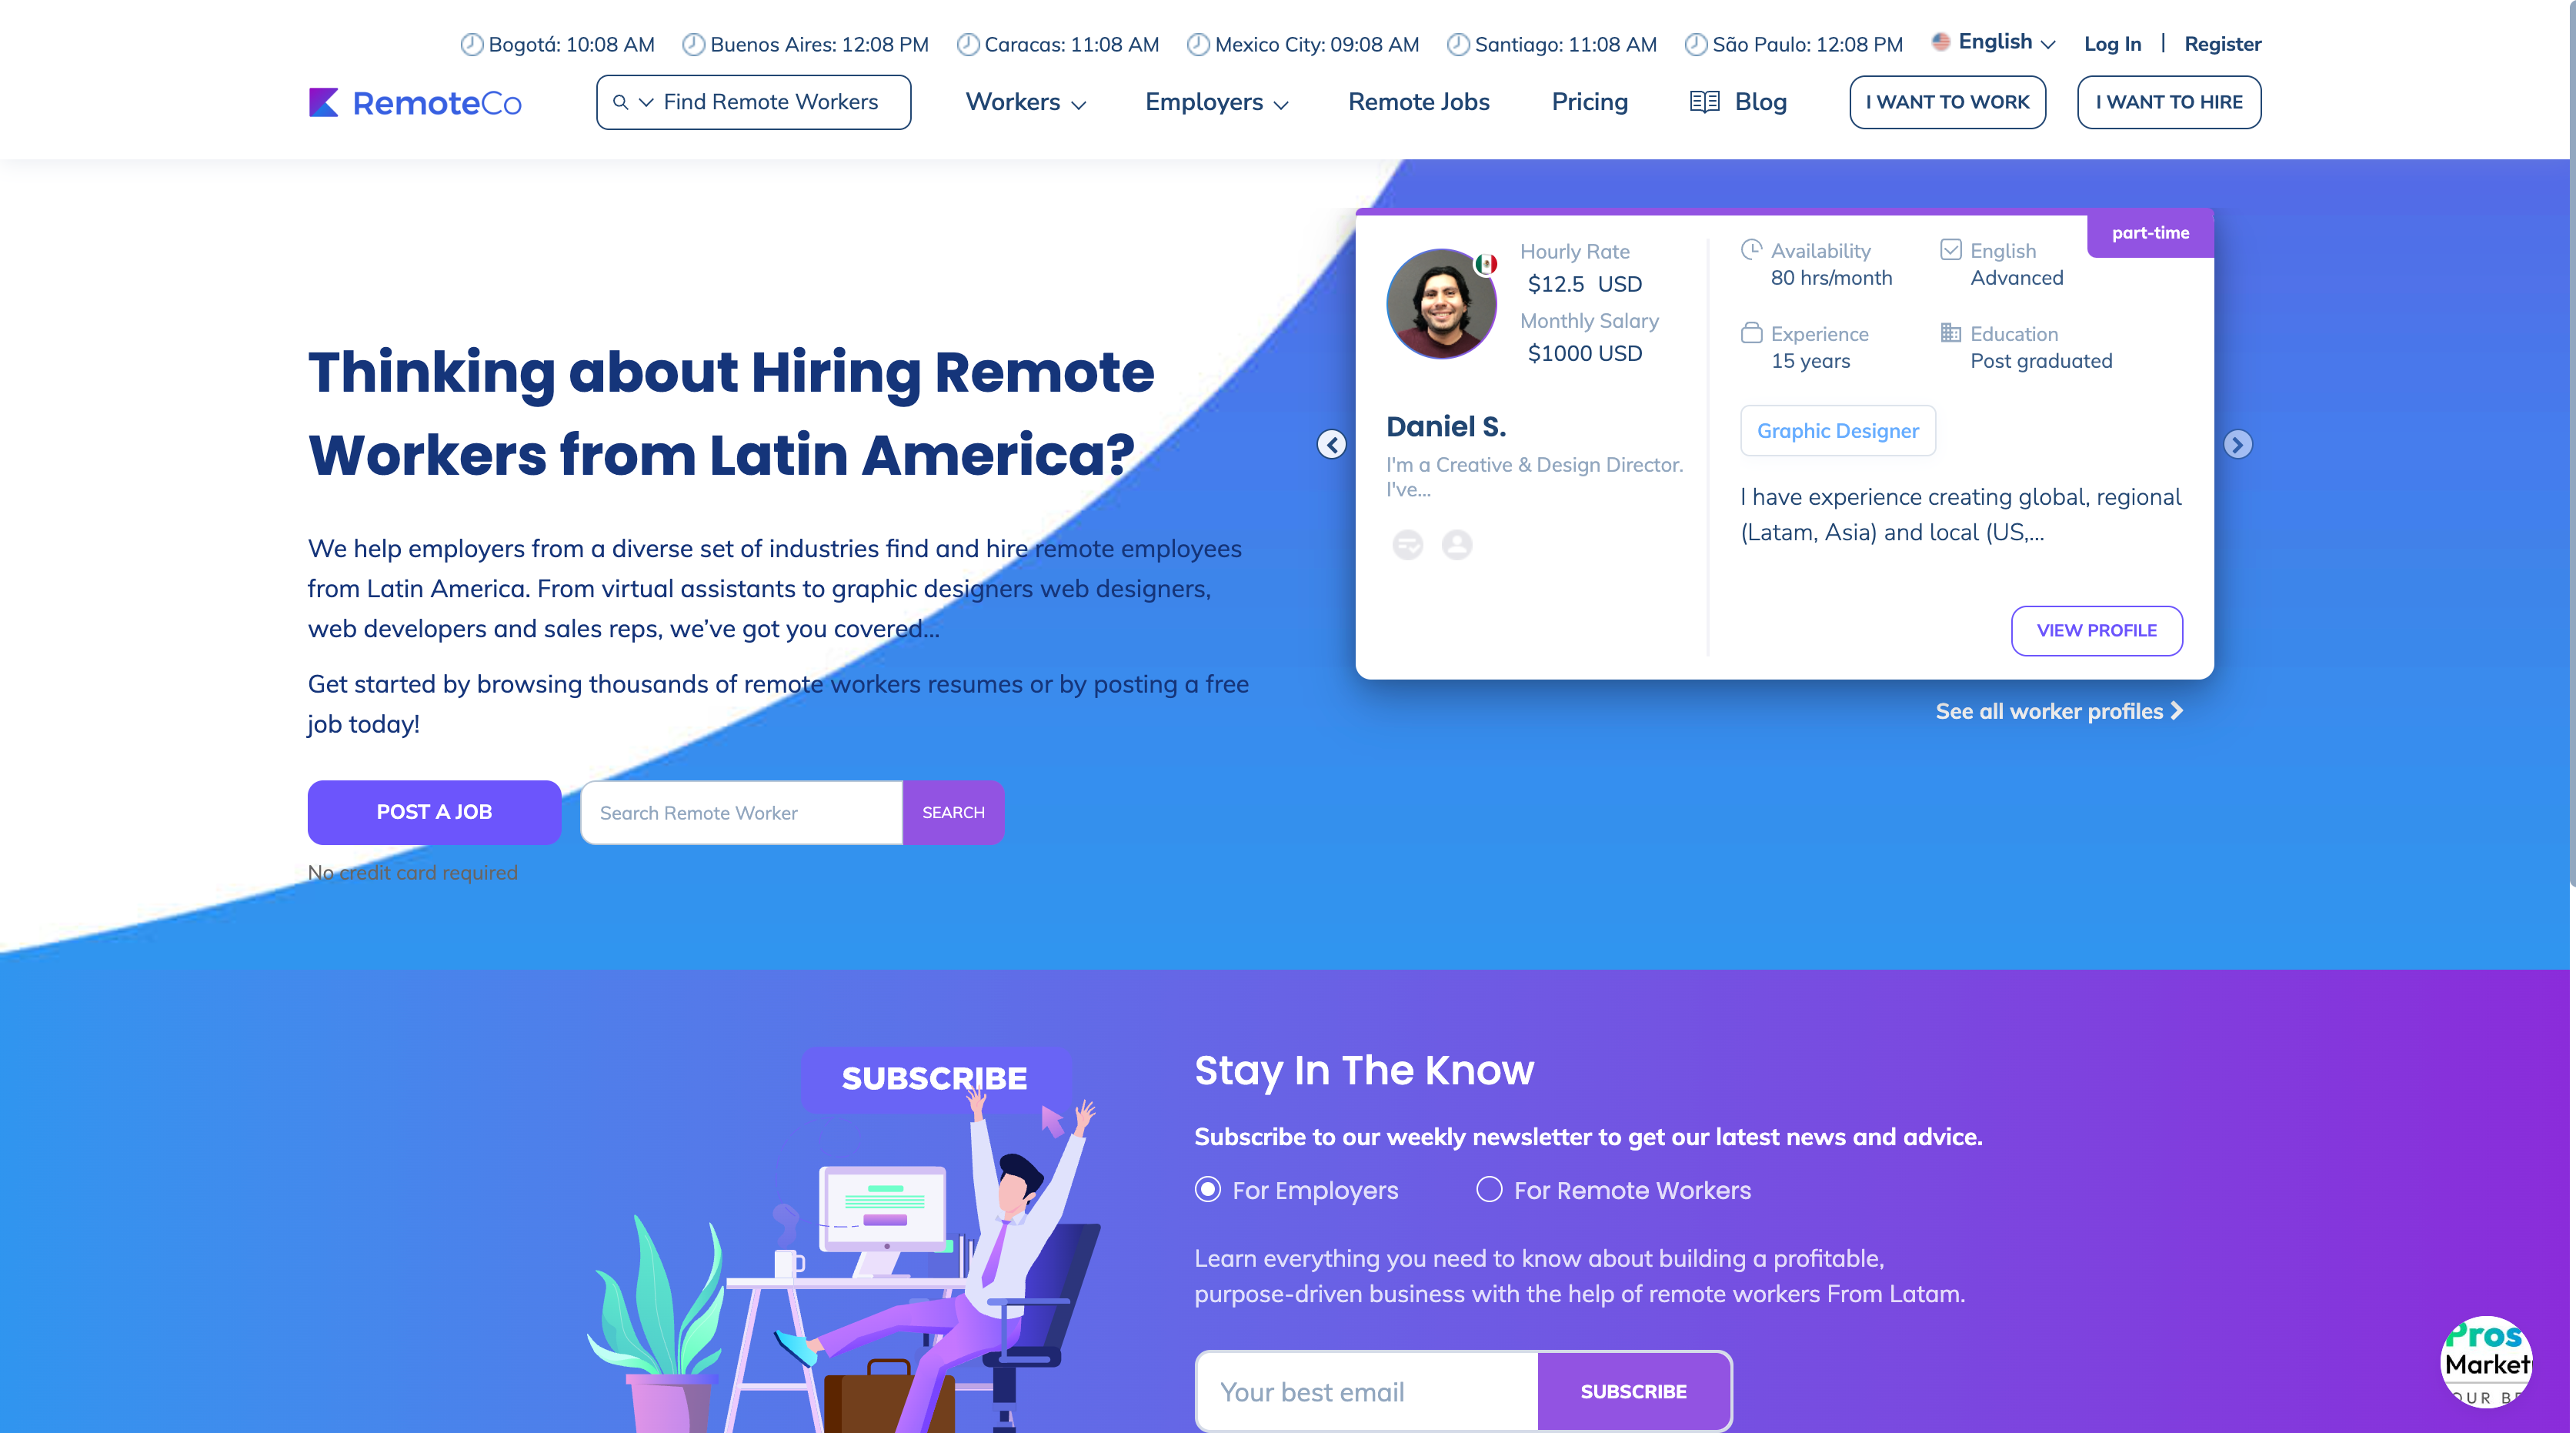 Bogotá: 10:08 AM Buenos Aires: 12:08 PM Caracas: 11:08 AM Mexico City: 09:08 AM Santiago: 11:08 AM São Paulo: 12:08 PM English Log In | Register
RemoteCo Find Remote Workers Workers Employers Remote Jobs Pricing Blog I WANT TO WORK I WANT TO HIRE
Thinking about Hiring Remote
Workers from Latin America?
We help employers from a diverse set of industries find and hire remote employees
from Latin America. From virtual assistants to graphic designers web designers,
web developers and sales reps, we’ve got you covered...
Get started by browsing thousands of remote workers resumes or by posting a free
job today!
POST A JOB
Search Remote Worker
SEARCH
No credit card required
part-time
Hourly Rate
$12.5 USD
Monthly Salary
$1000 USD
Daniel S.
I'm a Creative & Design Director.
I've...
Availability
80 hrs/month
English
Advanced
Experience
15 years
Education
Post graduated
Graphic Designer
I have experience creating global, regional
(Latam, Asia) and local (US,...
VIEW PROFILE
See all worker profiles
SUBSCRIBE
Stay In The Know
Subscribe to our weekly newsletter to get our latest news and advice.
For Employers For Remote Workers
Learn everything you need to know about building a profitable,
purpose-driven business with the help of remote workers From Latam.
Your best email
SUBSCRIBE
Pros
Market
OUR BE